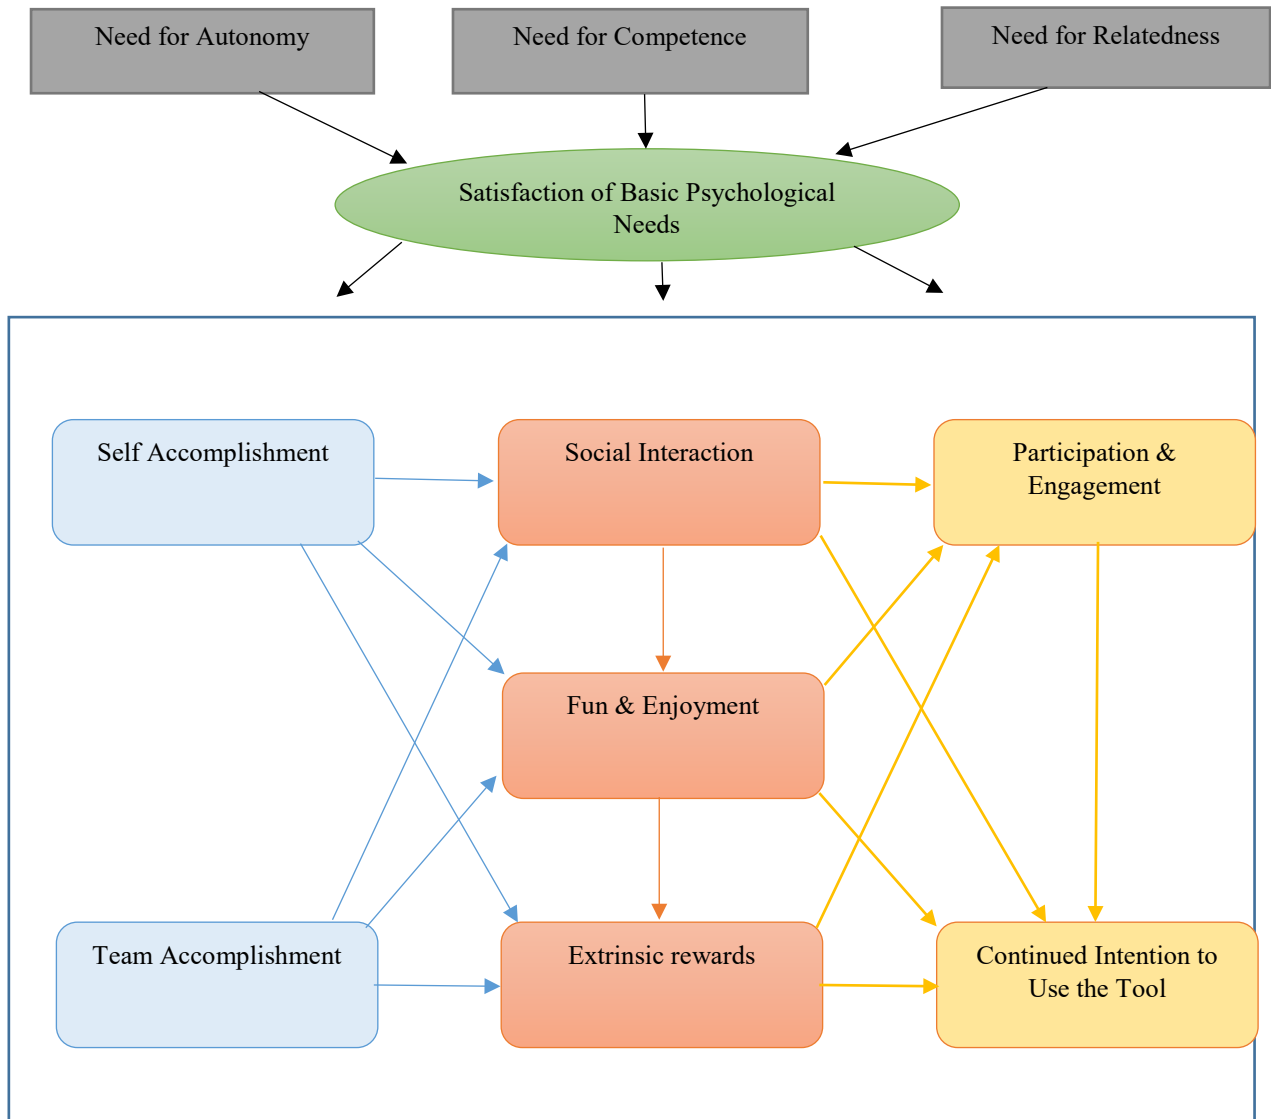 Need for Autonomy
Need for Competence
Need for Relatedness
Satisfaction of Basic Psychological
Needs
Self Accomplishment
Social Interaction
Participation &
Engagement
Fun & Enjoyment
Team Accomplishment
Extrinsic rewards
Continued Intention to
Use the Tool